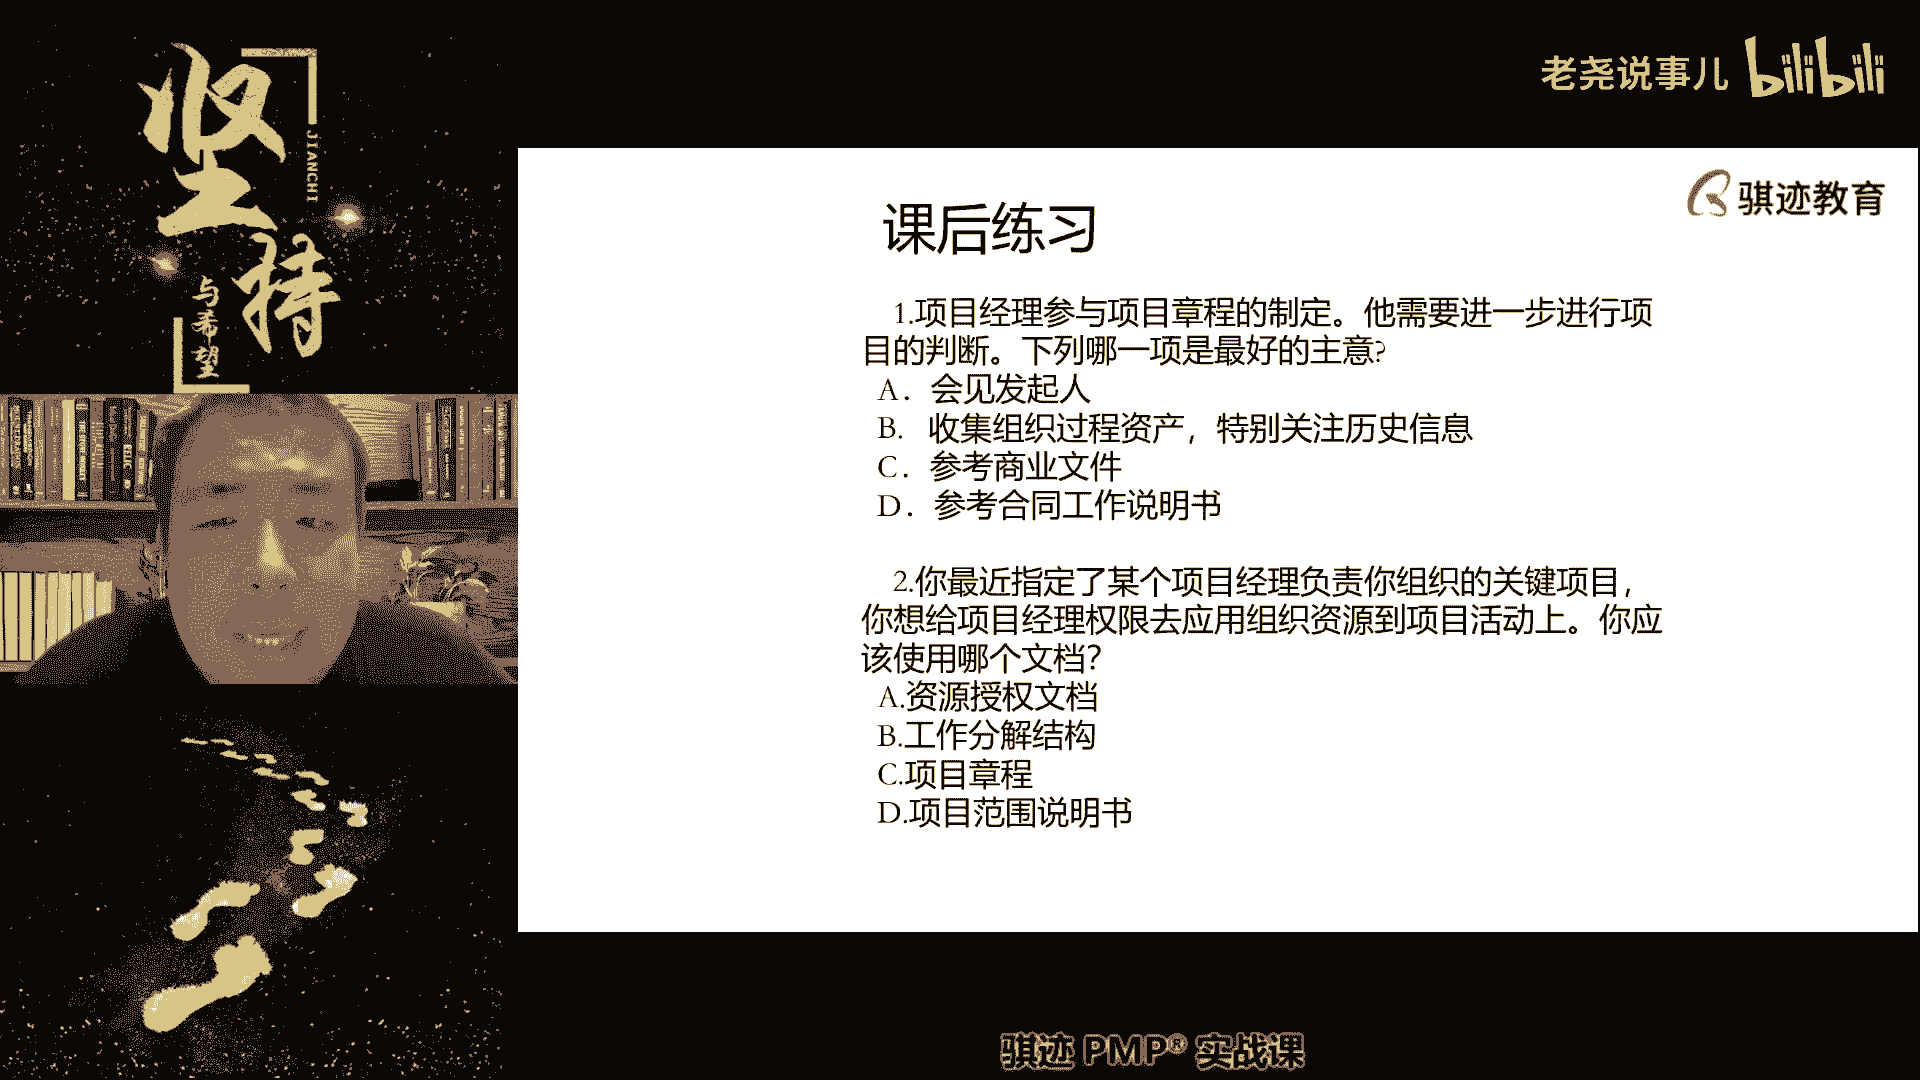 坚持
JIANCHI
与希望
老尧说事儿 bilibili
骐迹教育
课后练习
1.项目经理参与项目章程的制定。他需要进一步进行项
目的判断。下列哪一项是最好的主意?
A．会见发起人
B. 收集组织过程资产，特别关注历史信息
C．参考商业文件
D．参考合同工作说明书
2.你最近指定了某个项目经理负责你组织的关键项目，
你想给项目经理权限去应用组织资源到项目活动上。你应
该使用哪个文档？
A.资源授权文档
B.工作分解结构
C.项目章程
D.项目范围说明书
骐迹 PMP® 实战课